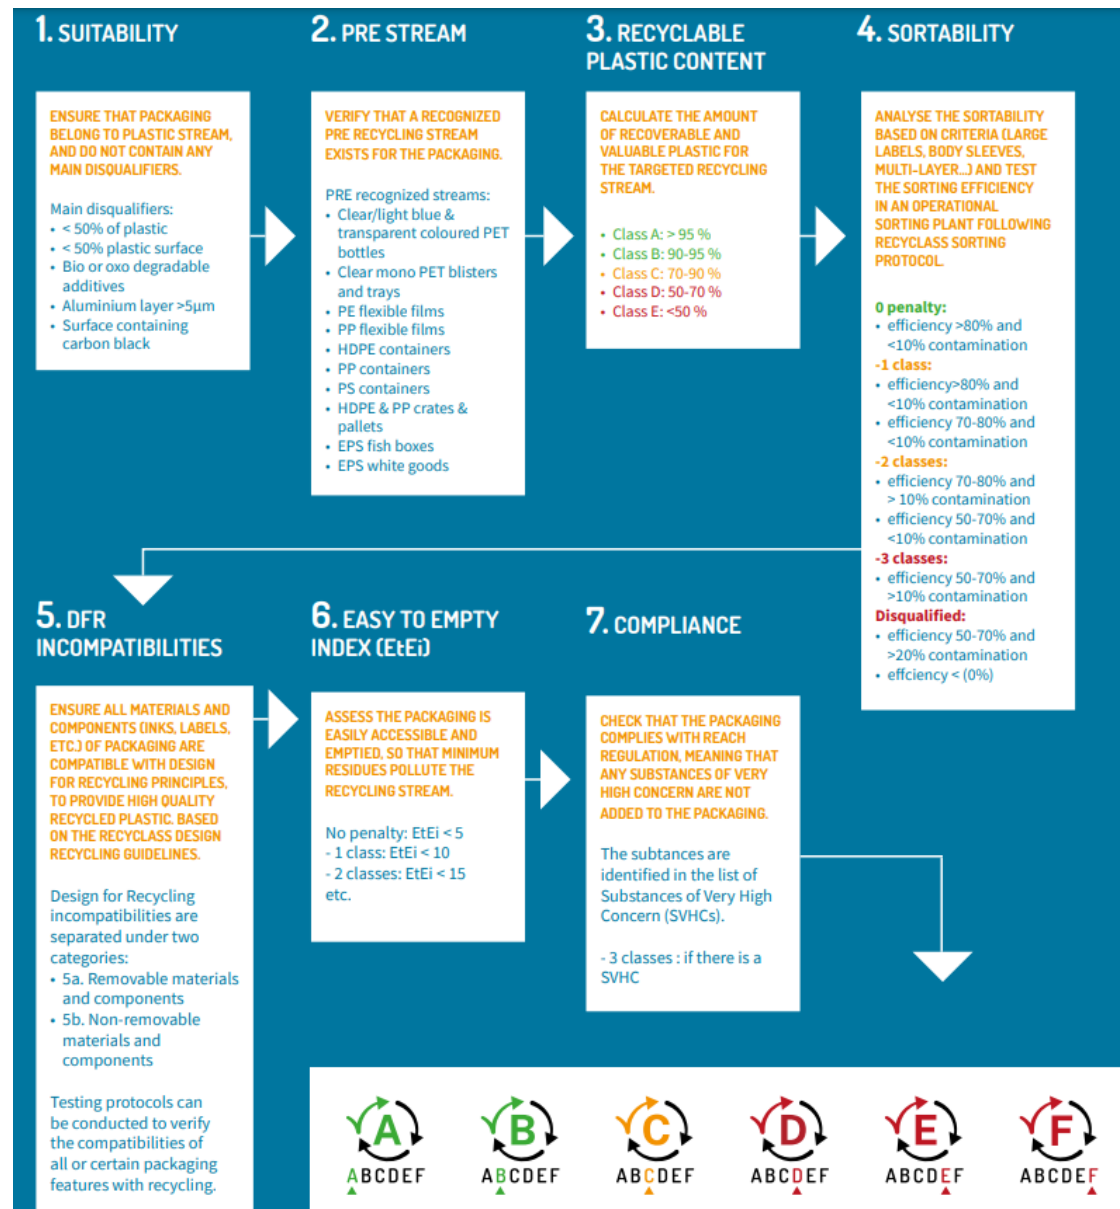 1. SUITABILITY
ENSURE THAT PACKAGING
BELONG TO PLASTIC STREAM,
AND DO NOT CONTAIN ANY
MAIN DISQUALIFIERS.
Main disqualifiers:
• < 50% of plastic
• < 50% plastic surface
• Bio or oxo degradable
additives
• Aluminium layer >5µm
• Surface containing
carbon black
2. PRE STREAM
VERIFY THAT A RECOGNIZED
PRE RECYCLING STREAM
EXISTS FOR THE PACKAGING.
PRE recognized streams:
• Clear/light blue &
transparent coloured PET
bottles
• Clear mono PET blisters
and trays
• PE flexible films
• PP flexible films
• HDPE containers
• PP containers
• PS containers
• HDPE & PP crates &
pallets
• EPS fish boxes
• EPS white goods
3. RECYCLABLE
PLASTIC CONTENT
CALCULATE THE AMOUNT
OF RECOVERABLE AND
VALUABLE PLASTIC FOR
THE TARGETED RECYCLING
STREAM.
• Class A: > 95 %
• Class B: 90-95 %
• Class C: 70-90 %
• Class D: 50-70 %
• Class E: <50 %
4. SORTABILITY
ANALYSE THE SORTABILITY
BASED ON CRITERIA (LARGE
LABELS, BODY SLEEVES,
MULTI-LAYER...) AND TEST
THE SORTING EFFICIENCY
IN AN OPERATIONAL
SORTING PLANT FOLLOWING
RECYCLASS SORTING
PROTOCOL.
0 penalty:
• efficiency >80% and
<10% contamination
-1 class:
• efficiency>80% and
<10% contamination
• efficiency 70-80% and
<10% contamination
-2 classes:
• efficiency 70-80% and
> 10% contamination
• efficiency 50-70% and
<10% contamination
-3 classes:
• efficiency 50-70% and
>10% contamination
Disqualified:
• efficiency 50-70% and
>20% contamination
• effciency < (0%)
5. DFR
INCOMPATIBILITIES
ENSURE ALL MATERIALS AND
COMPONENTS (INKS, LABELS,
ETC.) OF PACKAGING ARE
COMPATIBLE WITH DESIGN
FOR RECYCLING PRINCIPLES,
TO PROVIDE HIGH QUALITY
RECYCLED PLASTIC. BASED
ON THE RECYCLASS DESIGN
RECYCLING GUIDELINES.
Design for Recycling
incompatibilities are
separated under two
categories:
• 5a. Removable materials
and components
• 5b. Non-removable
materials and
components
Testing protocols can
be conducted to verify
the compatibilities of
all or certain packaging
features with recycling.
6. EASY TO EMPTY
INDEX (EtEi)
ASSESS THE PACKAGING IS
EASILY ACCESSIBLE AND
EMPTIED, SO THAT MINIMUM
RESIDUES POLLUTE THE
RECYCLING STREAM.
No penalty: EtEi < 5
- 1 class: EtEi < 10
- 2 classes: EtEi < 15
etc.
7. COMPLIANCE
CHECK THAT THE PACKAGING
COMPLIES WITH REACH
REGULATION, MEANING THAT
ANY SUBSTANCES OF VERY
HIGH CONCERN ARE NOT
ADDED TO THE PACKAGING.
The subtances are
identified in the list of
Substances of Very High
Concern (SVHCs).
- 3 classes : if there is a
SVHC
A
ABCDEF
B
ABCDEF
C
ABCDEF
D
ABCDEF
E
ABCDEF
F
ABCDEF